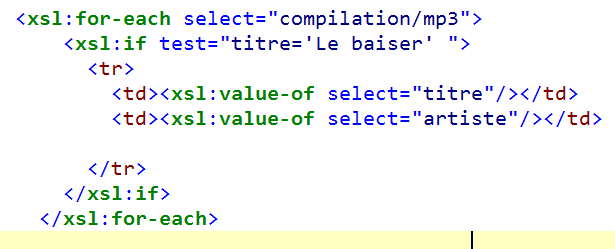 <xsl:for-each select="compilation/mp3">
<xsl:if test="titre='Le baiser' ">
<tr>
<td><xsl:value-of select="titre"/></td>
<td><xsl:value-of select="artiste"/></td>
</tr>
</xsl:if>
</xsl:for-each>